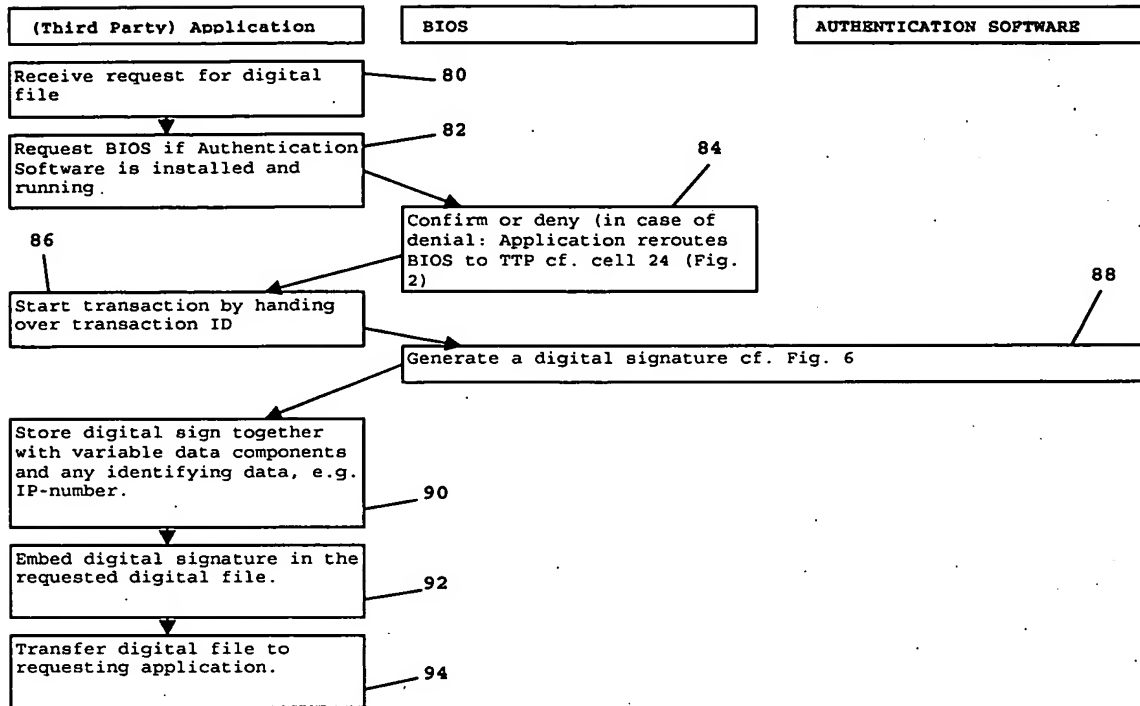 (Third Party) Application
BIOS
AUTHENTICATION SOFTWARE
Receive request for digital
file
80
Request BIOS if Authentication
Software is installed and
running.
82
84
Confirm or deny (in case of
denial: Application reroutes
BIOS to TTP cf. cell 24 (Fig.
2)
86
Start transaction by handing
over transaction ID
88
Generate a digital signature cf. Fig. 6
Store digital sign together
with variable data components
and any identifying data, e.g.
IP-number.
90
Embed digital signature in the
requested digital file.
92
Transfer digital file to
requesting application.
94